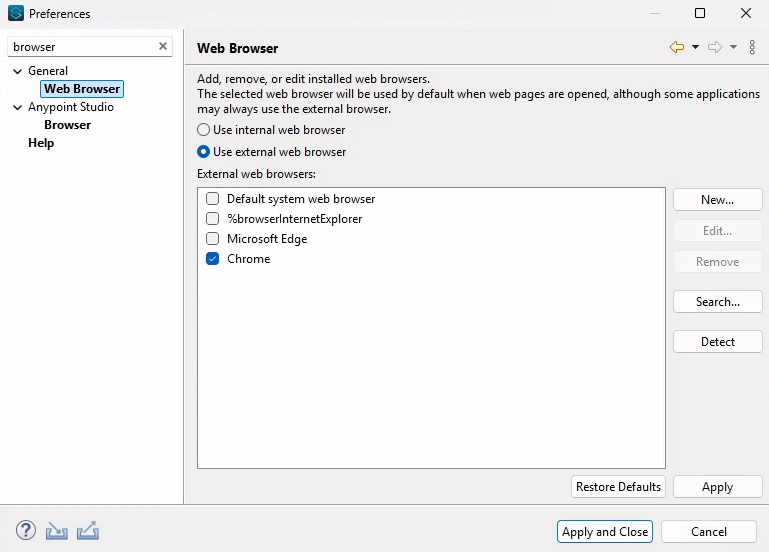 Preferences
browser
General
Web Browser
Anypoint Studio
Browser
Help
Web Browser
Add, remove, or edit installed web browsers.
The selected web browser will be used by default when web pages are opened, although some applications
may always use the external browser.
Use internal web browser
Use external web browser
External web browsers:
Default system web browser
%browserInternetExplorer
Microsoft Edge
Chrome
New...
Edit...
Remove
Search...
Detect
Restore Defaults
Apply
?
Apply and Close
Cancel